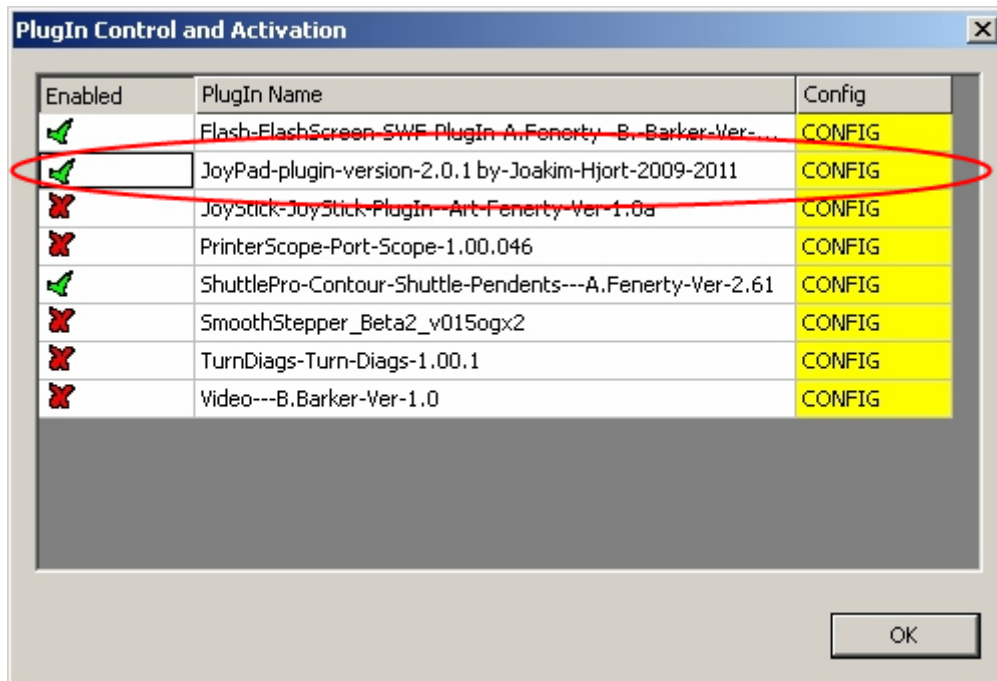 PlugIn Control and Activation
Enabled PlugIn Name Config
Flash-FlashScreen-SWF-PlugIn-A.Fenerty--B.-Barker-Ver-... CONFIG
JoyPad-plugin-version-2.0.1 by-Joakim-Hjort-2009-2011 CONFIG
JoyStick-JoyStick-PlugIn--Art-Fenerty-Ver-1.0a CONFIG
PrinterScope-Port-Scope-1.00.046 CONFIG
ShuttlePro-Contour-Shuttle-Pendents---A.Fenerty-Ver-2.61 CONFIG
SmoothStepper_Beta2_v015ogx2 CONFIG
TurnDiags-Turn-Diags-1.00.1 CONFIG
Video---B.Barker-Ver-1.0 CONFIG
OK